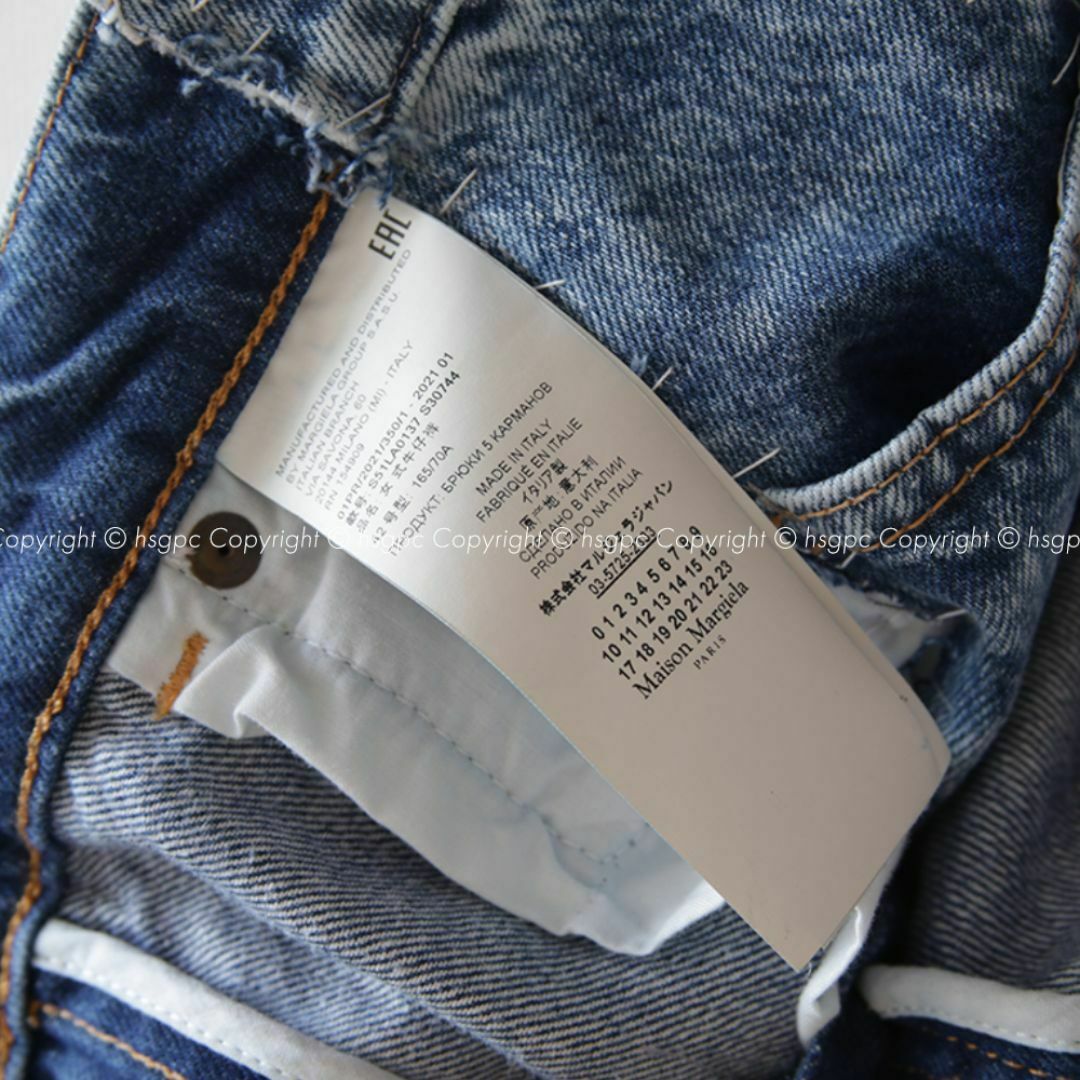 EAC
MANUFACTURED AND DISTRIBUTED
BY MARGIELA GROUP S.A.S U
ITALIAN BRANCH
VIA SAVONA, 60
20144 MILANO (MI) - ITALY
RN 154909
01PR/2021/350/1 - 2021 01
款号: S51LA0137 S30744
品名: 女 式 牛仔裤
号型: 165/70A
ПРОДУКТ: БРЮКИ 5 КАРМАНОВ
MADE IN ITALY
FABRIQUÉ EN ITALIE
イタリア製
原产地: 意大利
СДЕЛАНО В ИТАЛИИ
PRODOTTO IN ITALIA
株式会社マルジェラジャパン
0 1 2 3 4 5 6 7 8 9
10 11 12 13 14 15 16
17 18 19 20 21 22 23
Maison Margiela
PARIS
Copyright © hsgpc Copyright © hsgpc Copyright © hsgpc Copyright © hsgpc Copyright © hsgp